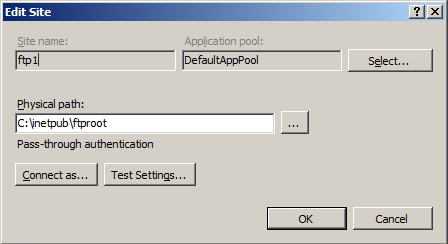 Edit Site
Site name: Application pool:
ftp1 DefaultAppPool Select...
Physical path:
C:\inetpub\ftproot ...
Pass-through authentication
Connect as... Test Settings...
OK Cancel